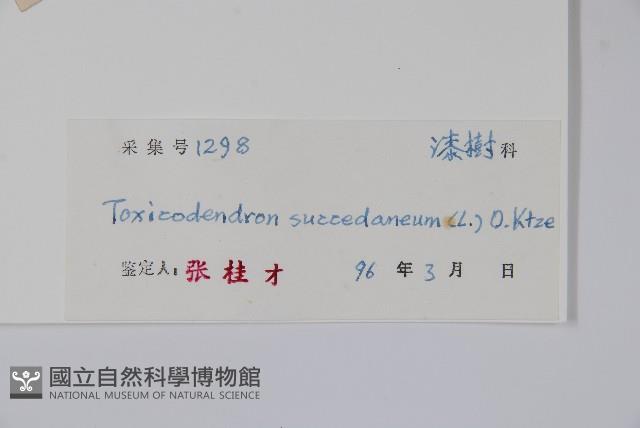 采集号 1298 漆樹科
Toxicodendron succedaneum (L.) O. Ktze
鉴定人: 张桂才 96 年 3 月 日
國立自然科學博物館
NATIONAL MUSEUM OF NATURAL SCIENCE